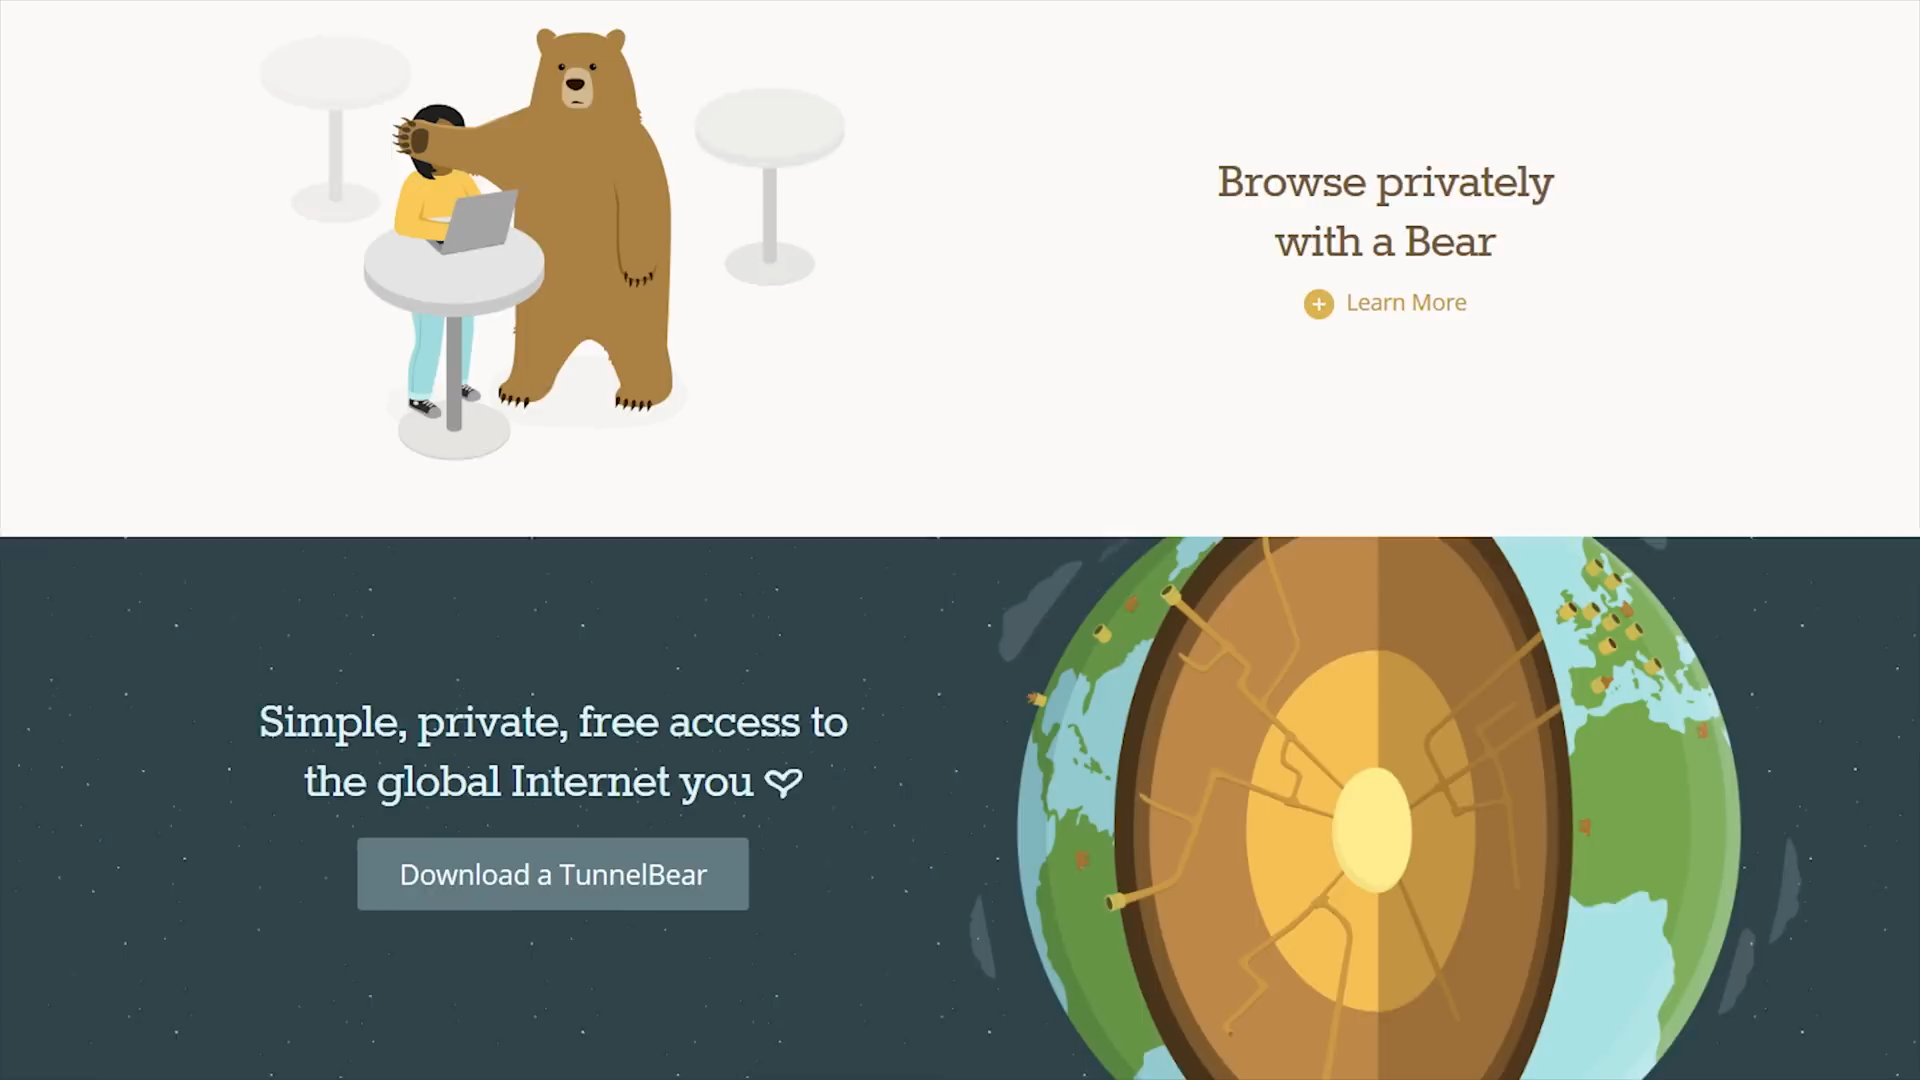 Browse privately
with a Bear
Learn More
Simple, private, free access to
the global Internet you ♡
Download a TunnelBear